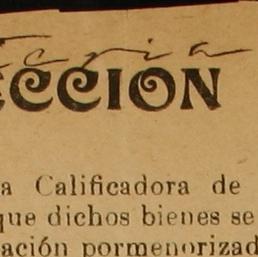 ECCION
a Calificadora de
que dichos bienes se
ación pormenorizad